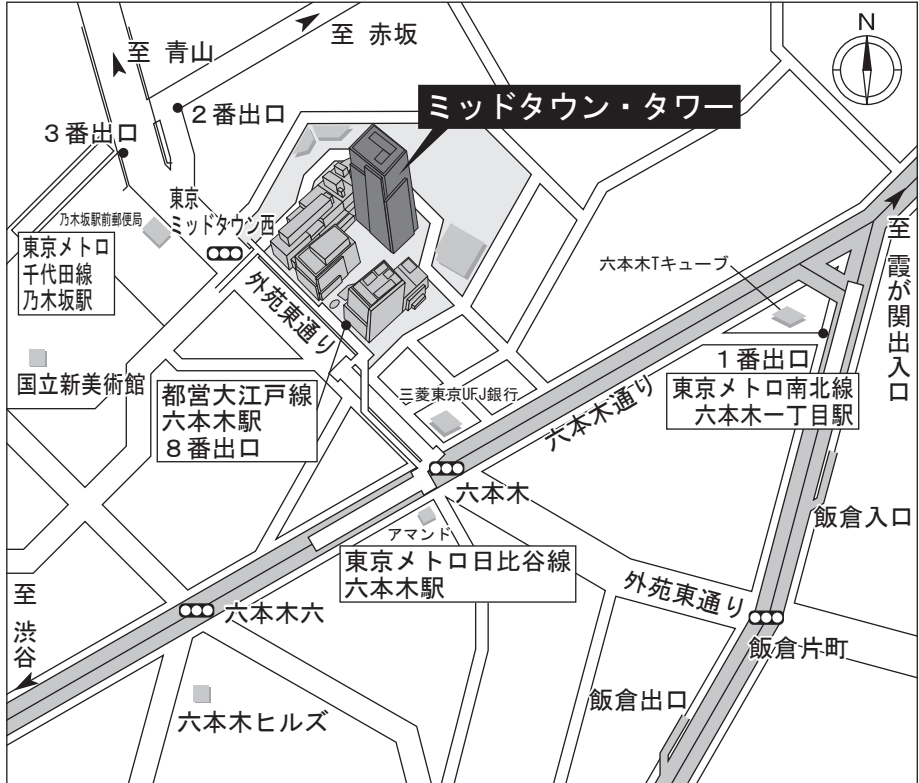 N
至 青山
至 赤坂
ミッドタウン・タワー
2番出口
3番出口
東京
ミッドタウン西
乃木坂駅前郵便局
東京メトロ
千代田線
乃木坂駅
外苑東通り
国立新美術館
都営大江戸線
六本木駅
8番出口
三菱東京UFJ銀行
六本木Tキューブ
至 霞が関出入口
1番出口
東京メトロ南北線
六本木一丁目駅
六本木通り
六本木
アマンド
東京メトロ日比谷線
六本木駅
飯倉入口
外苑東通り
飯倉片町
飯倉出口
至 渋谷
六本木六
六本木ヒルズ